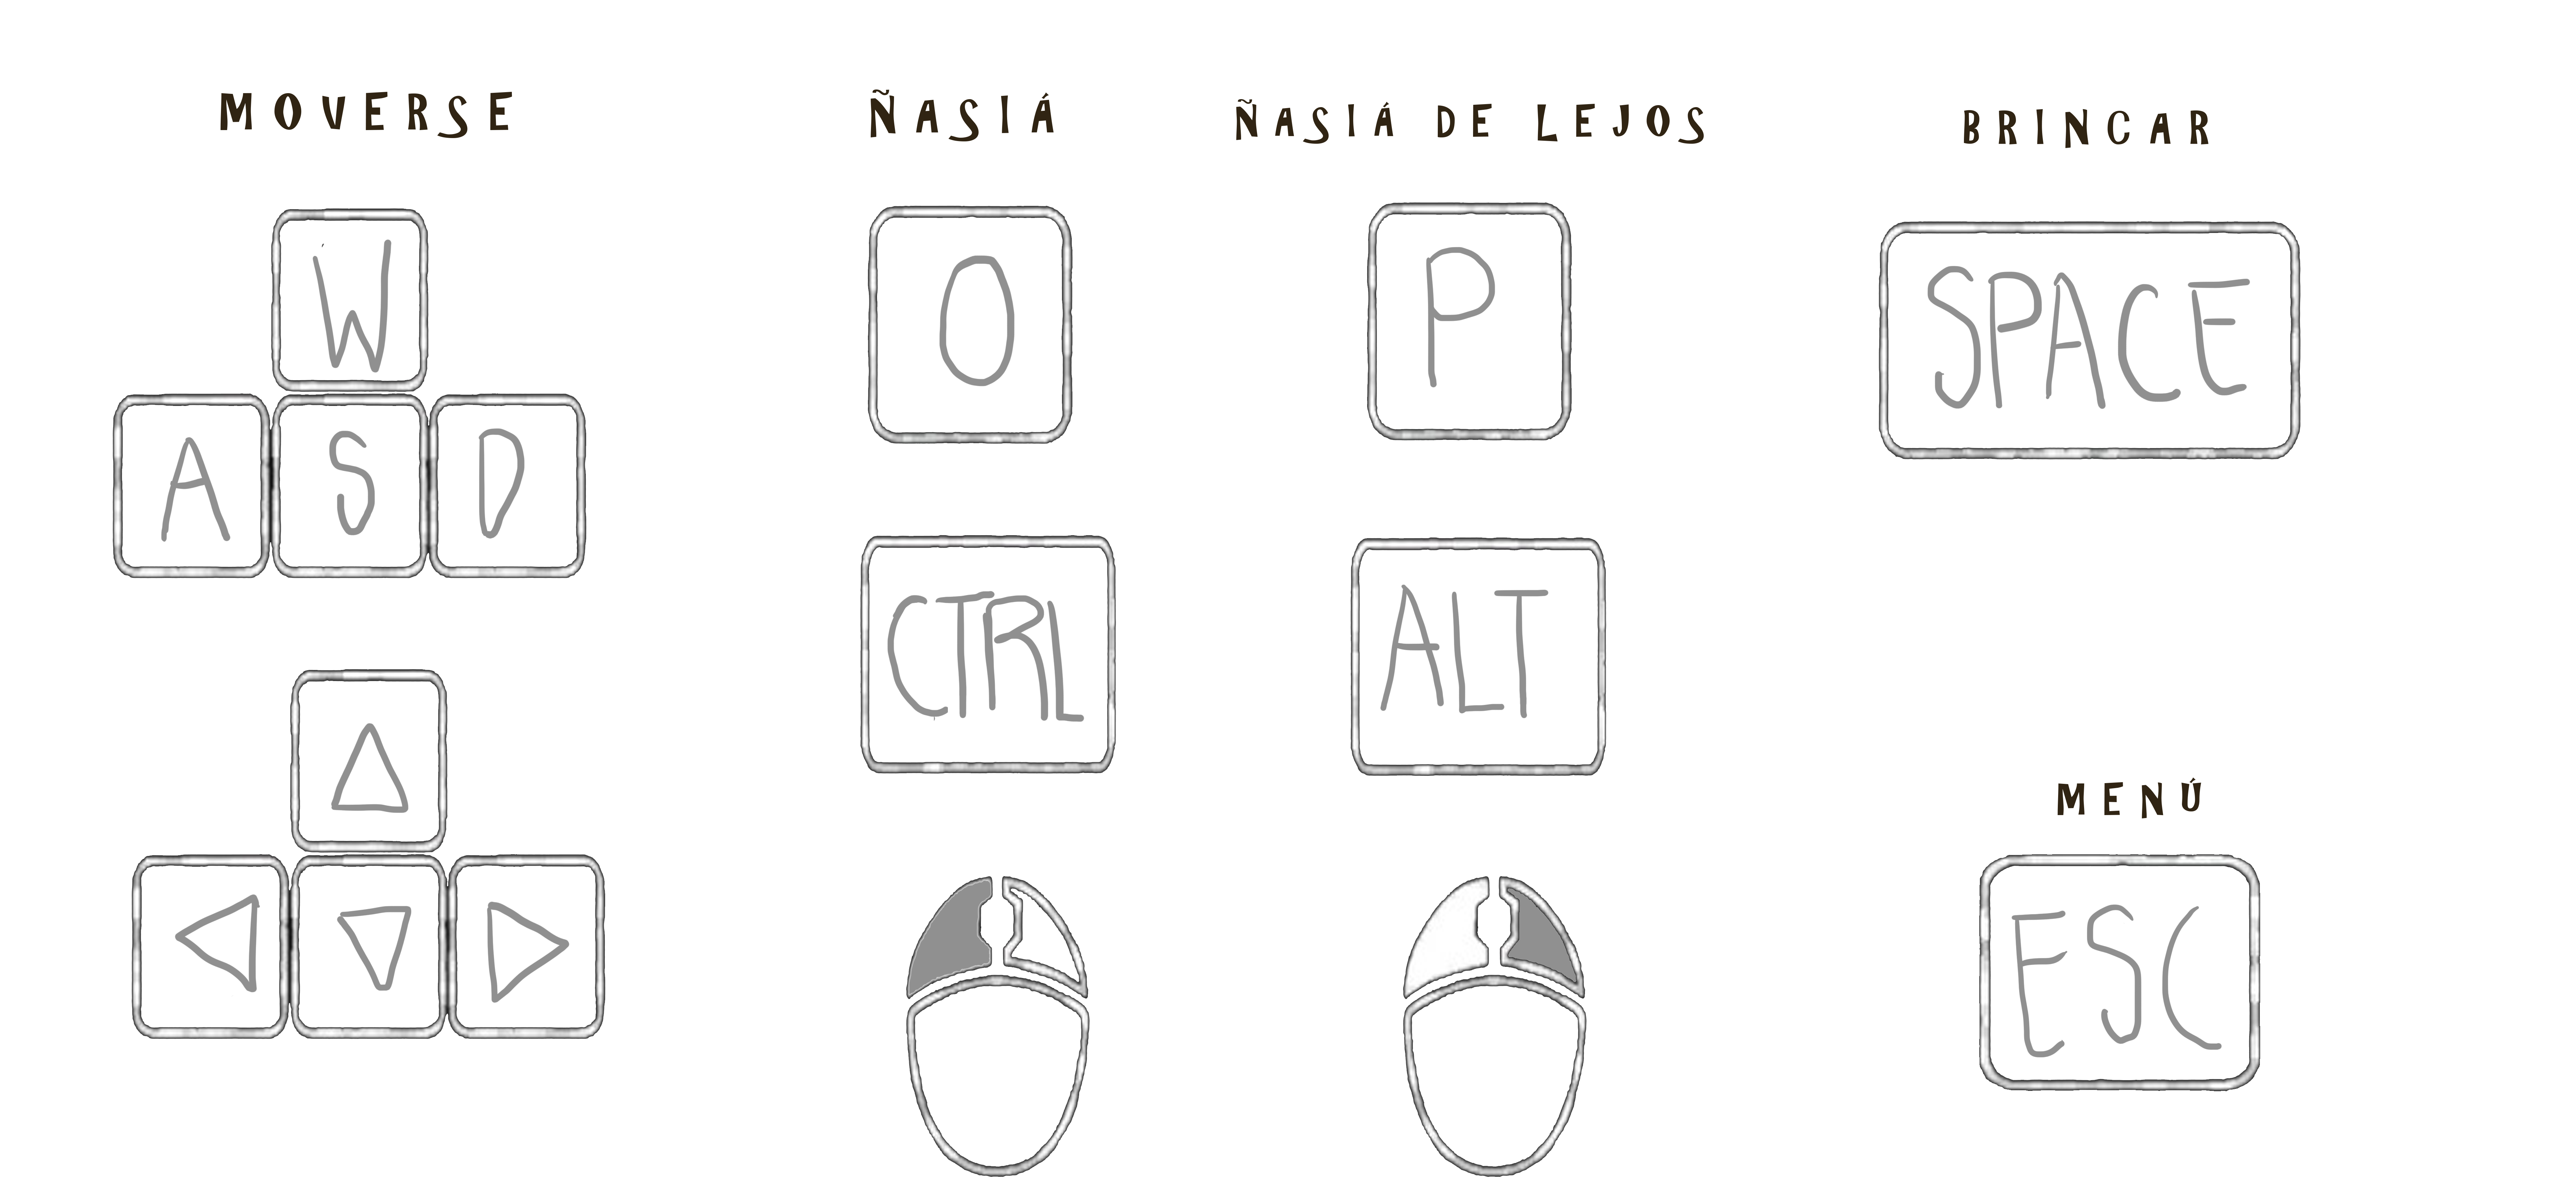 MOVERSE
W
A S D
ÑASIÁ
O
CTRL
ÑASIÁ DE LEJOS
P
ALT
BRINCAR
SPACE
MENÚ
ESC